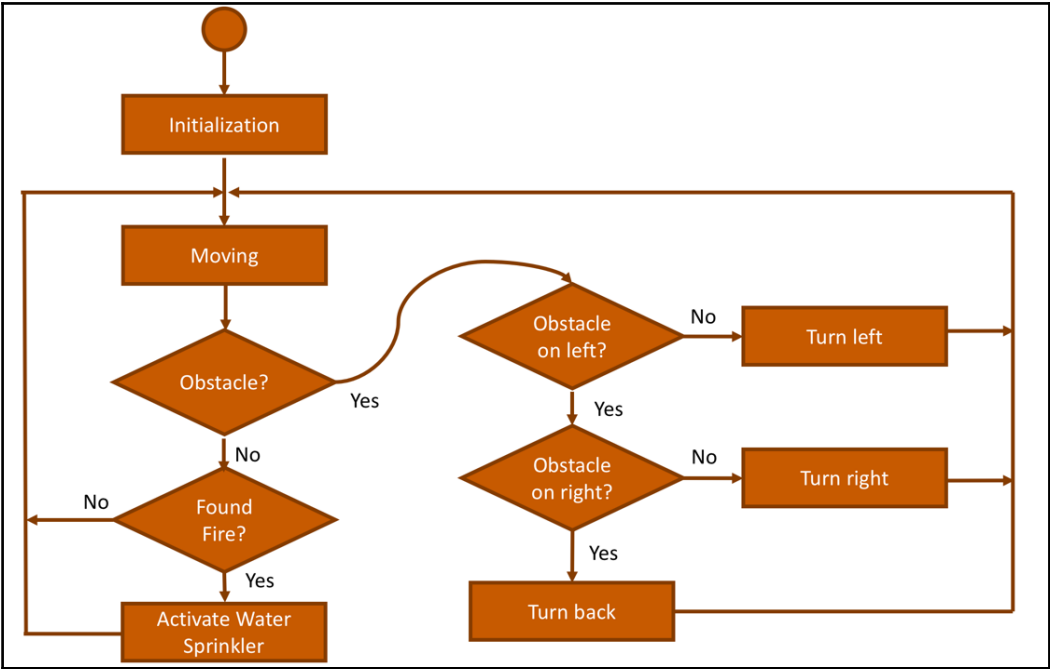 Initialization
Moving
Obstacle?
Yes
No
Found
Fire?
No
Yes
Activate Water
Sprinkler
Obstacle
on left?
No
Turn left
Yes
Obstacle
on right?
No
Turn right
Yes
Turn back